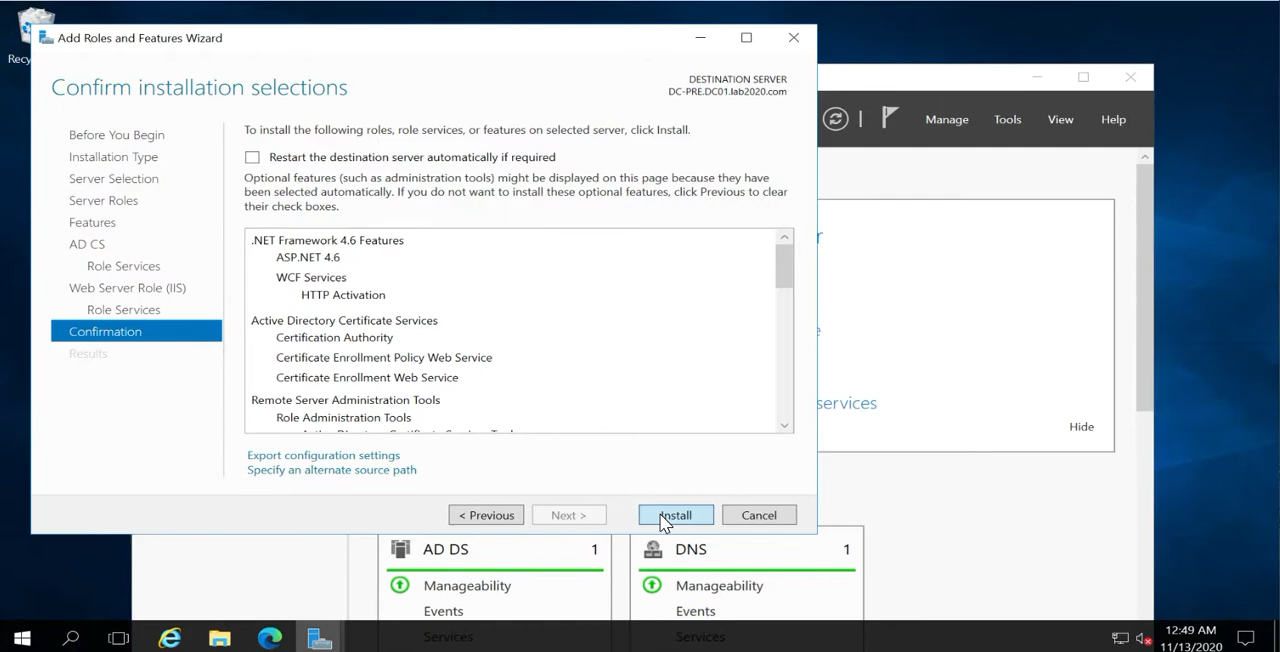 Recy
Add Roles and Features Wizard
Confirm installation selections
DESTINATION SERVER
DC-PRE.DC01.lab2020.com
Before You Begin
Installation Type
Server Selection
Server Roles
Features
AD CS
Role Services
Web Server Role (IIS)
Role Services
Confirmation
Results
To install the following roles, role services, or features on selected server, click Install.
Restart the destination server automatically if required
Optional features (such as administration tools) might be displayed on this page because they have
been selected automatically. If you do not want to install these optional features, click Previous to clear
their check boxes.
.NET Framework 4.6 Features
ASP.NET 4.6
WCF Services
HTTP Activation
Active Directory Certificate Services
Certification Authority
Certificate Enrollment Policy Web Service
Certificate Enrollment Web Service
Remote Server Administration Tools
Role Administration Tools
Export configuration settings
Specify an alternate source path
< Previous
Next >
Install
Cancel
Manage
Tools
View
Help
r
e
services
Hide
AD DS 1
Manageability
Events
Services
DNS 1
Manageability
Events
Services
12:49 AM
11/13/2020